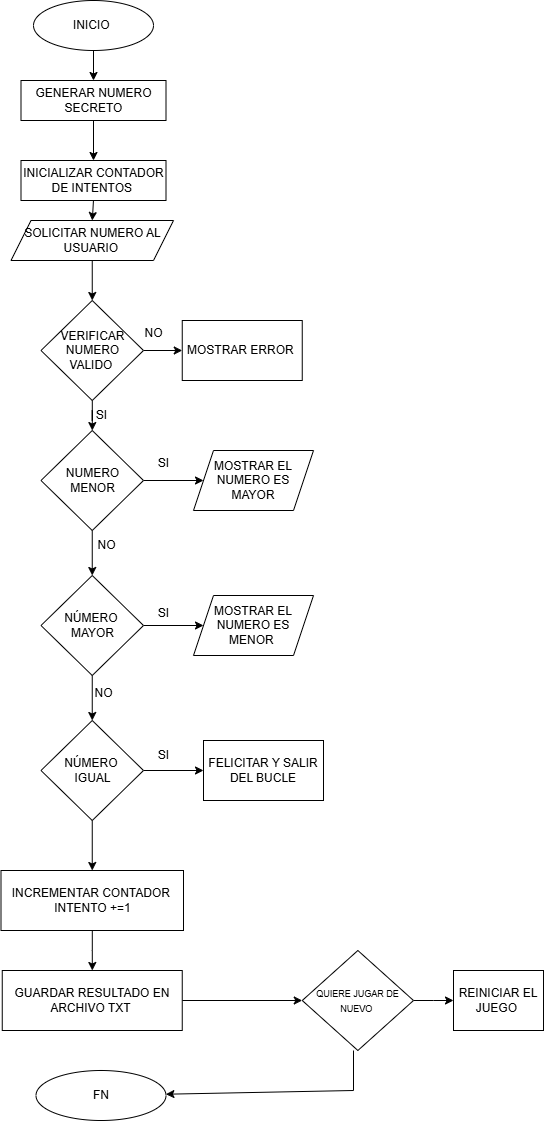 INICIO
GENERAR NUMERO
SECRETO
INICIALIZAR CONTADOR
DE INTENTOS
SOLICITAR NUMERO AL
USUARIO
VERIFICAR
NUMERO
VALIDO
NO
MOSTRAR ERROR
SI
NUMERO
MENOR
SI
MOSTRAR EL
NUMERO ES
MAYOR
NO
NÚMERO
MAYOR
SI
MOSTRAR EL
NUMERO ES
MENOR
NO
NÚMERO
IGUAL
SI
FELICITAR Y SALIR
DEL BUCLE
INCREMENTAR CONTADOR
INTENTO +=1
GUARDAR RESULTADO EN
ARCHIVO TXT
QUIERE JUGAR DE
NUEVO
REINICIAR EL
JUEGO
FN